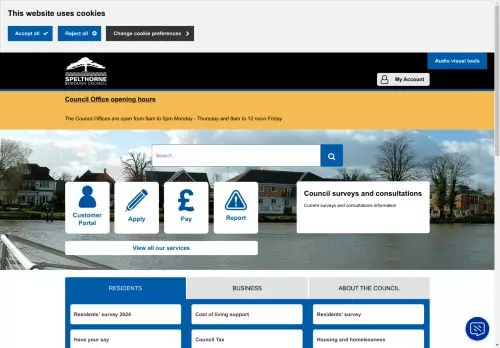 This website uses cookies
Accept all
Reject all
Change cookie preferences
Audio visual tools
SPELTHORNE
BOROUGH COUNCIL
My Account
Council Office opening hours
The Council Offices are open from 9am to 5pm Monday - Thursday and 9am to 12 noon Friday
Search
Customer
Portal
Apply
Pay
Report
View all our services
Council surveys and consultations
Current surveys and consultations information
RESIDENTS
BUSINESS
ABOUT THE COUNCIL
Residents' survey 2024
Cost of living support
Residents' survey
Have your say
Council Tax
Housing and homelessness